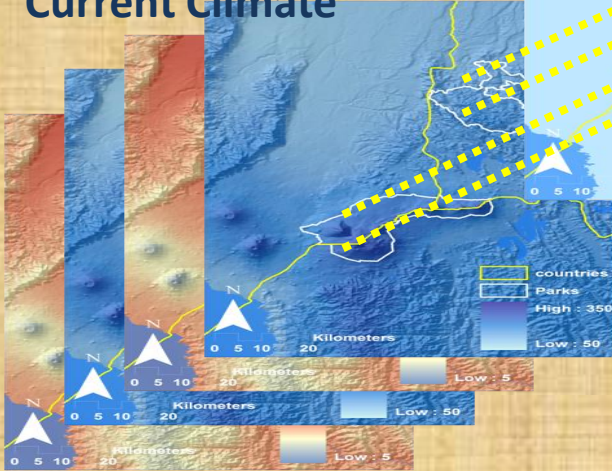 Current Climate
N
0 5 10
countries
Parks
High : 350
Low : 50
N
Kilometers
0 5 10 20
N
Kilometers
0 5 10 20
Low : 5
N
Kilometers
0 5 10 20
Low : 50
N
Kilometers
0 5 10 20
Low : 5